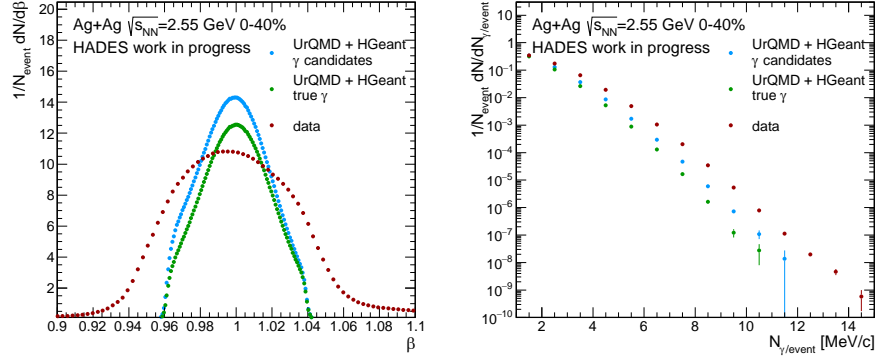 Ag+Ag √s_NN=2.55 GeV 0-40%
HADES work in progress
UrQMD + HGeant
γ candidates
UrQMD + HGeant
true γ
data
1/N_event dN/dβ
20
18
16
14
12
10
8
6
4
2
0.9 0.92 0.94 0.96 0.98 1 1.02 1.04 1.06 1.08 1.1
β
Ag+Ag √s_NN=2.55 GeV 0-40%
HADES work in progress
UrQMD + HGeant
γ candidates
UrQMD + HGeant
true γ
data
1/N_event dN/dN_γ/event
10
1
10⁻¹
10⁻²
10⁻³
10⁻⁴
10⁻⁵
10⁻⁶
10⁻⁷
10⁻⁸
10⁻⁹
10⁻¹⁰
2 4 6 8 10 12 14
N_γ/event [MeV/c]